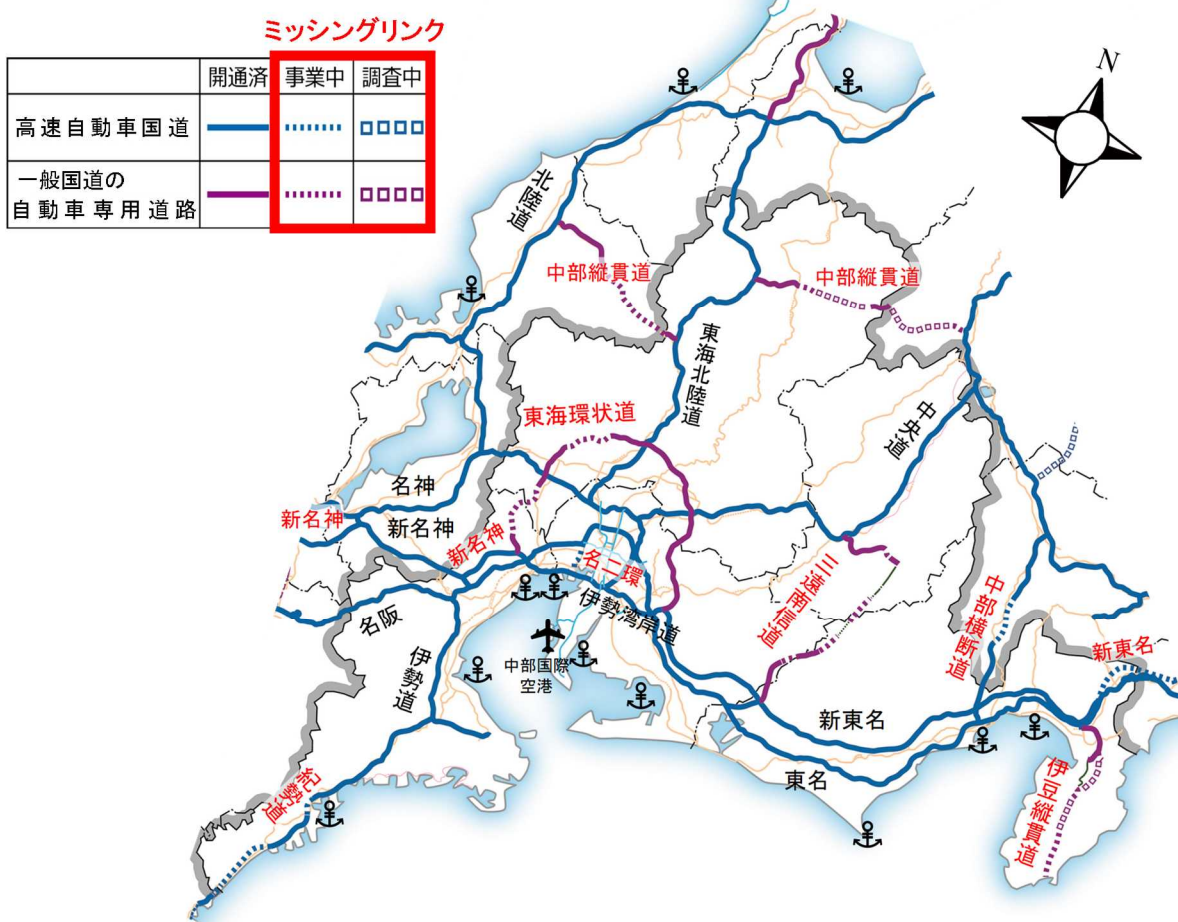 ミッシングリンク
開通済 事業中 調査中
高速自動車国道
一般国道の
自動車専用道路
N
北陸道
中部縦貫道
中部縦貫道
東海北陸道
東海環状道
中央道
名神
新名神
新名神
新名神
名二環
三遠南信道
中部横断道
伊勢湾岸道
名阪
伊勢道
中部国際
空港
新東名
新東名
東名
紀勢道
伊豆縦貫道